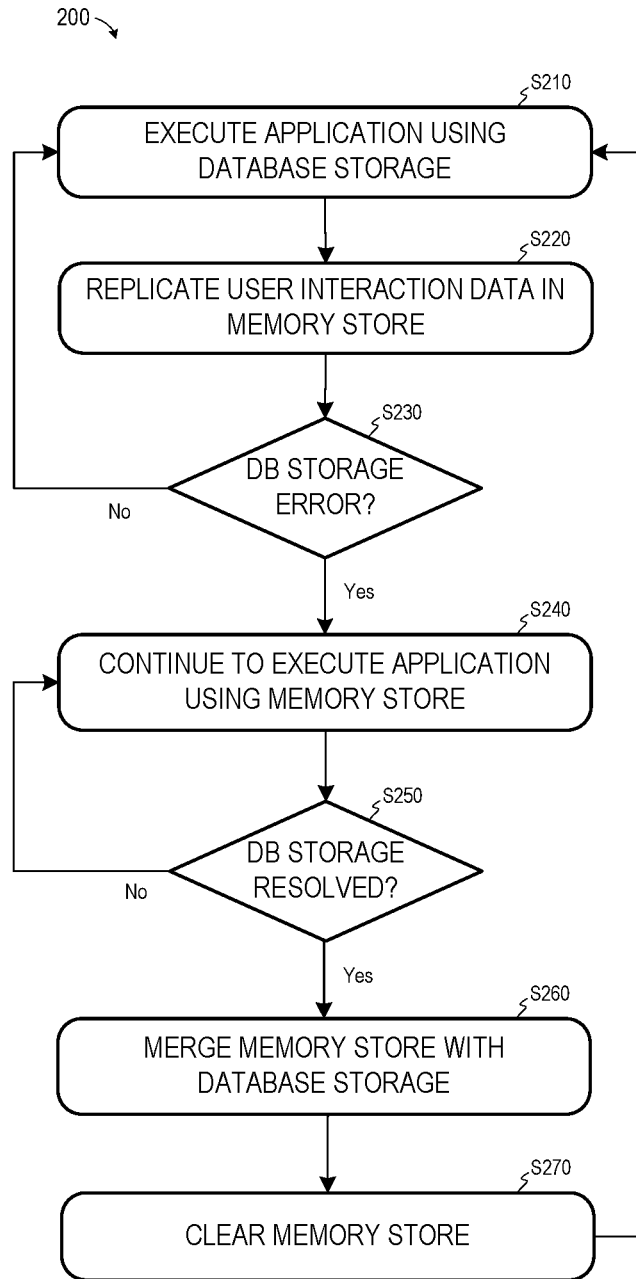 200
S210
EXECUTE APPLICATION USING
DATABASE STORAGE
S220
REPLICATE USER INTERACTION DATA IN
MEMORY STORE
S230
DB STORAGE
ERROR?
No
Yes
S240
CONTINUE TO EXECUTE APPLICATION
USING MEMORY STORE
S250
DB STORAGE
RESOLVED?
No
Yes
S260
MERGE MEMORY STORE WITH
DATABASE STORAGE
S270
CLEAR MEMORY STORE